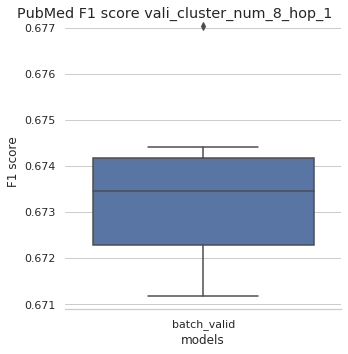 PubMed F1 score vali_cluster_num_8_hop_1
0.677
0.676
0.675
0.674
0.673
0.672
0.671
F1 score
batch_valid
models